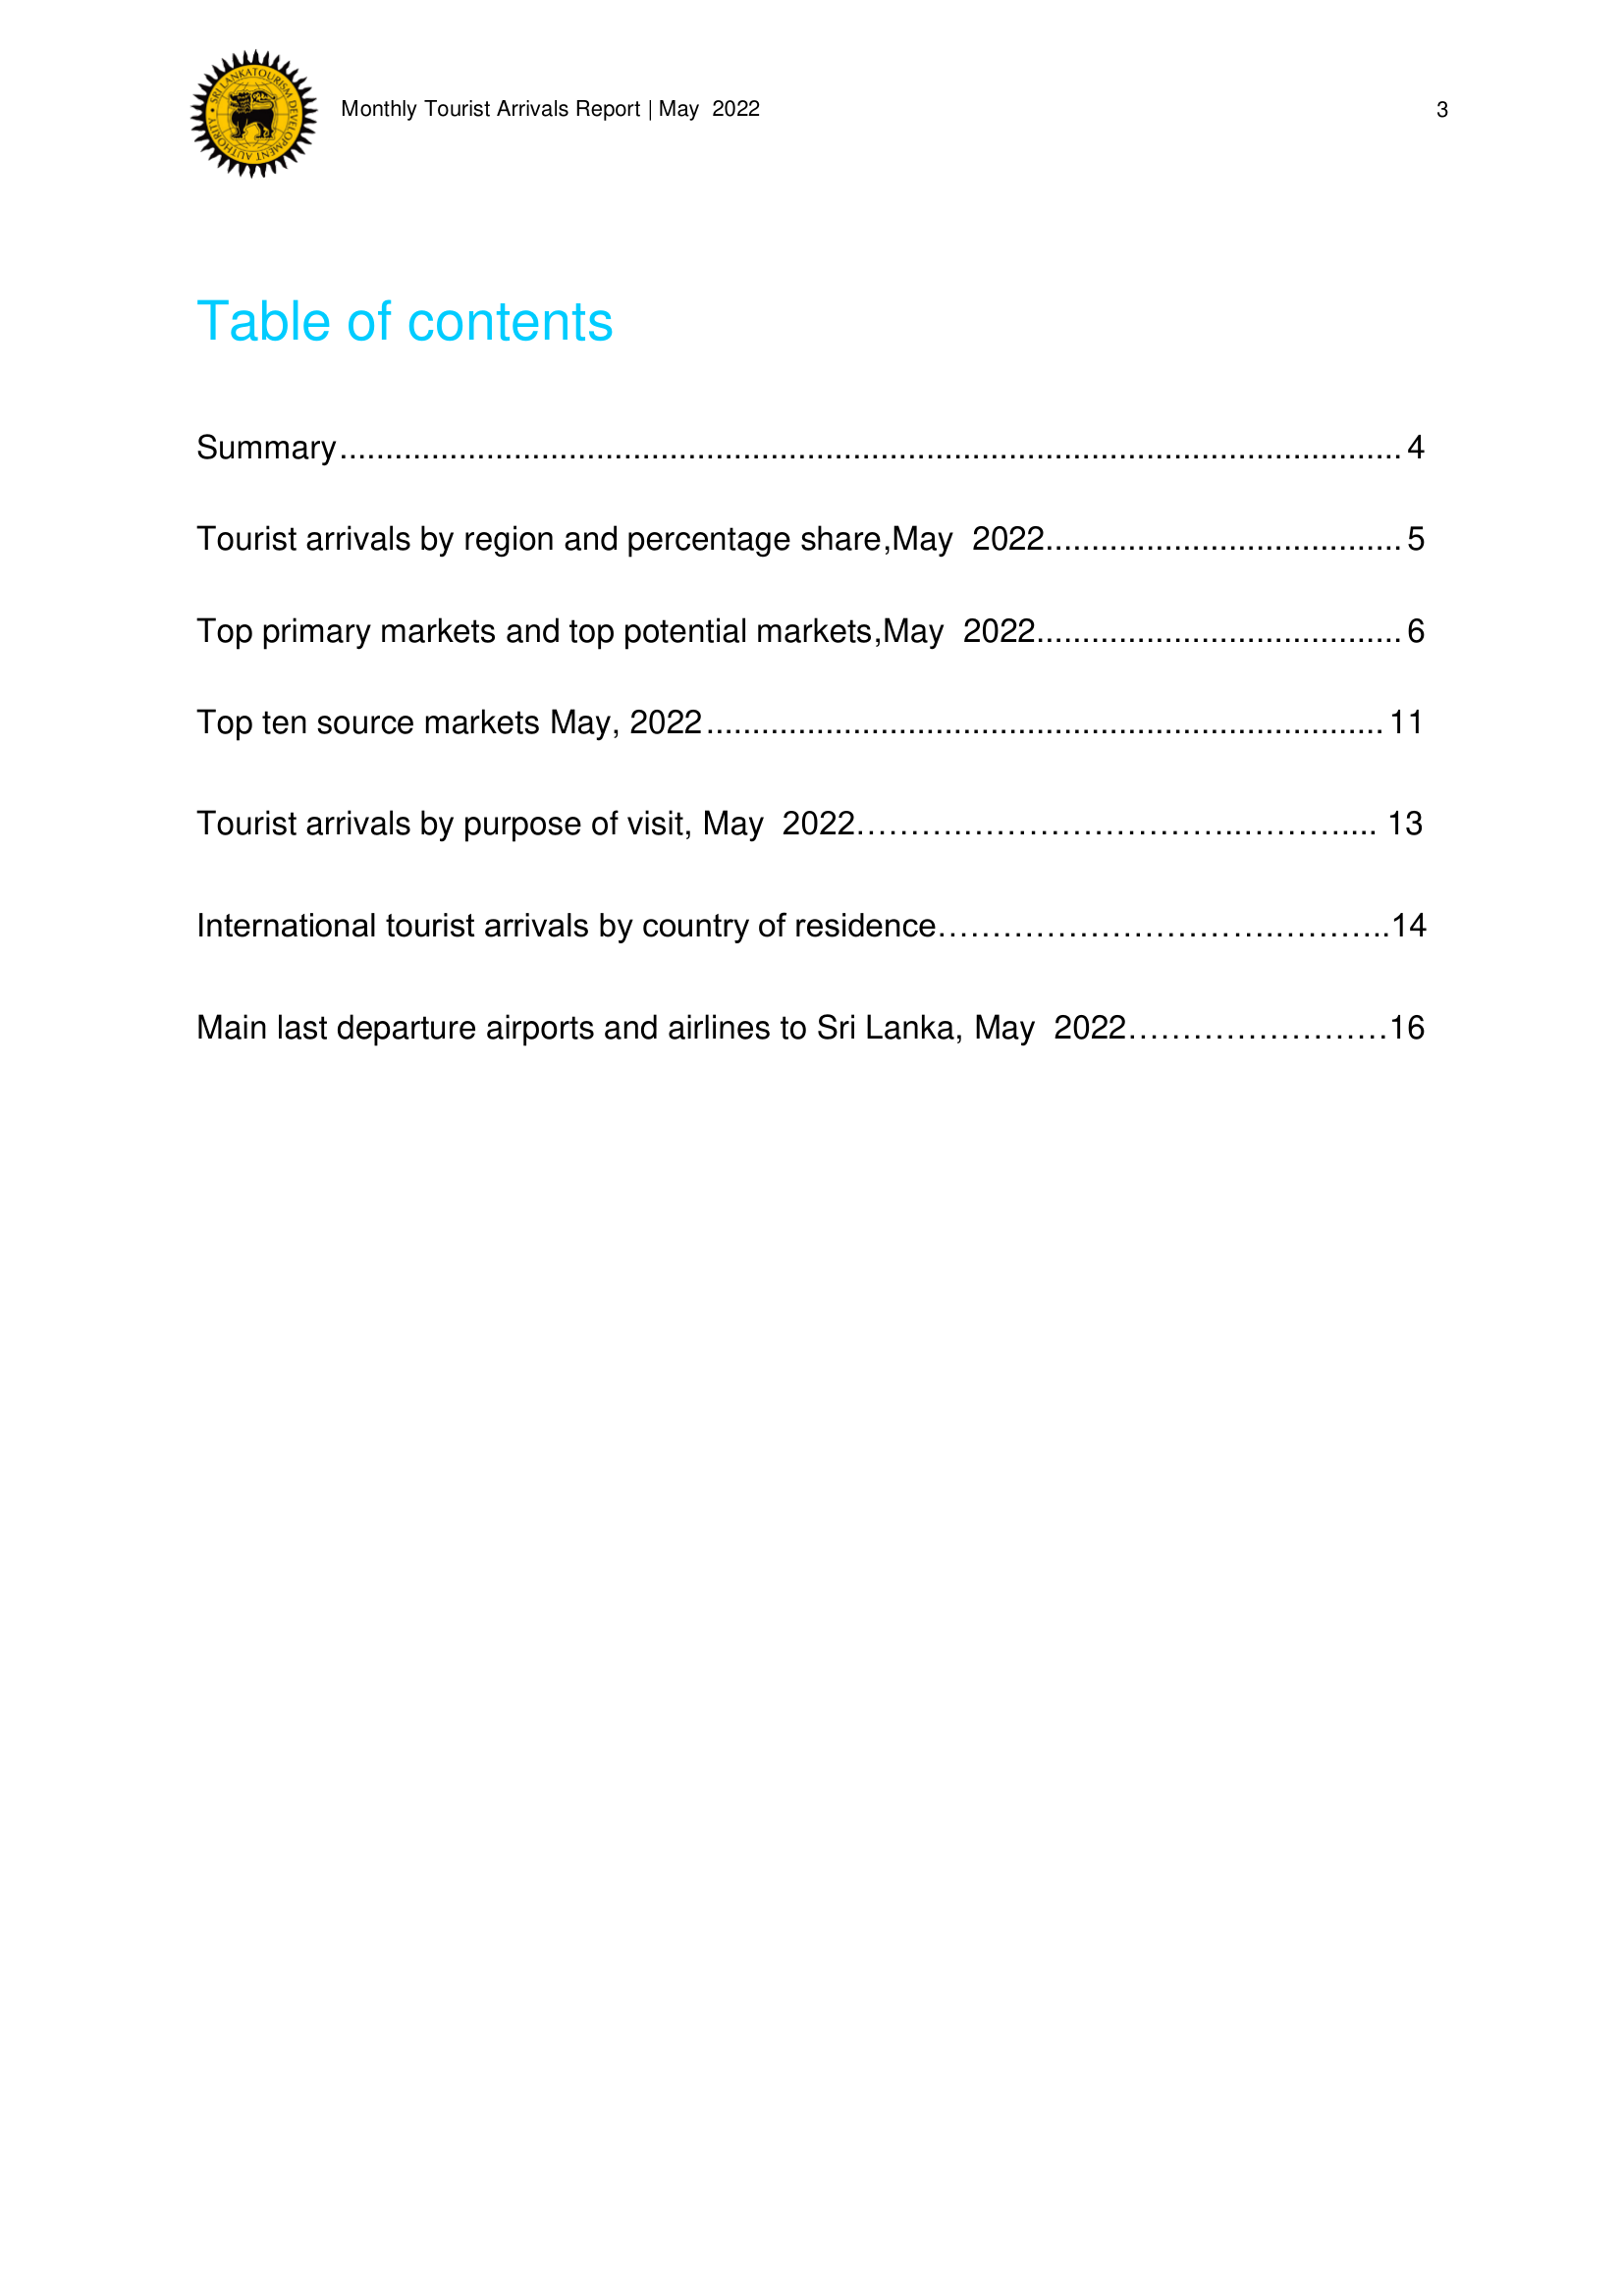 SRI LANKA TOURISM DEVELOPMENT AUTHORITY
Monthly Tourist Arrivals Report | May  2022
3
Table of contents
Summary.................................................................................................................... 4
Tourist arrivals by region and percentage share,May  2022....................................... 5
Top primary markets and top potential markets,May  2022........................................ 6
Top ten source markets May, 2022.......................................................................... 11
Tourist arrivals by purpose of visit, May  2022……………………………..………….... 13
International tourist arrivals by country of residence………………………….………..14
Main last departure airports and airlines to Sri Lanka, May  2022……………………16